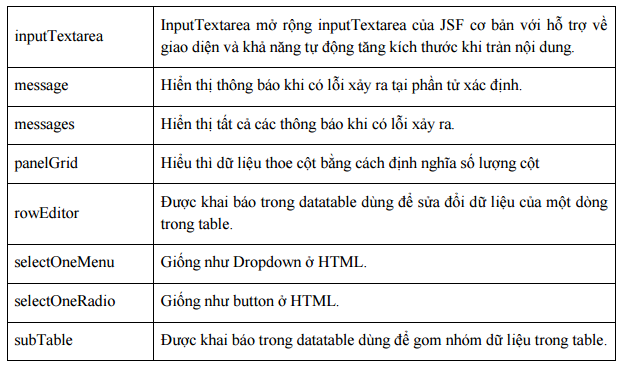 inputTextarea
InputTextarea mở rộng inputTextarea của JSF cơ bản với hỗ trợ về
giao diện và khả năng tự động tăng kích thước khi tràn nội dung.
message
Hiển thị thông báo khi có lỗi xảy ra tại phần tử xác định.
messages
Hiển thị tất cả các thông báo khi có lỗi xảy ra.
panelGrid
Hiểu thì dữ liệu thoe cột bằng cách định nghĩa số lượng cột
rowEditor
Được khai báo trong datatable dùng để sửa đổi dữ liệu của một dòng
trong table.
selectOneMenu
Giống như Dropdown ở HTML.
selectOneRadio
Giống như button ở HTML.
subTable
Được khai báo trong datatable dùng để gom nhóm dữ liệu trong table.